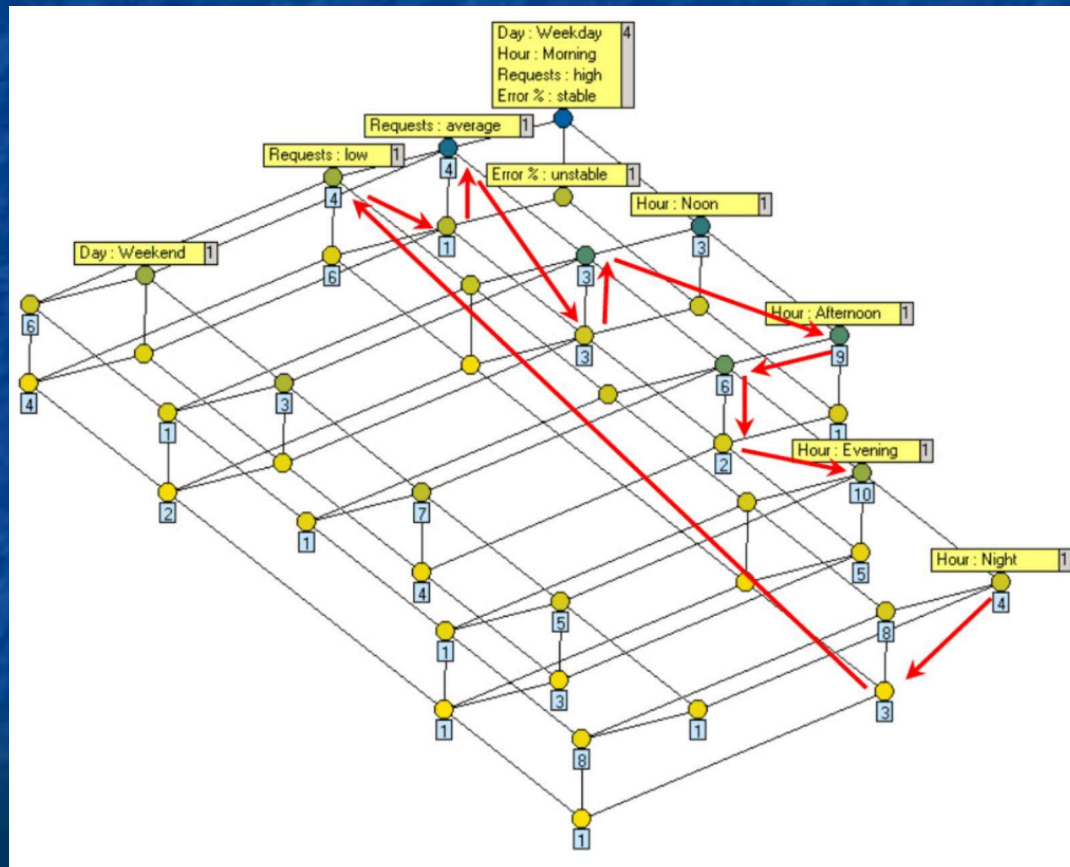 Day : Weekday 4
Hour : Morning
Requests : high
Error % : stable
Requests : average 1
Requests : low 1
4
Error % : unstable 1
4
Hour : Noon 1
1
3
Day : Weekend 1
6
3
Hour : Afternoon 1
6
3
9
4
6
3
1
1
2
Hour : Evening 1
10
2
7
1
5
Hour : Night 1
4
4
5
8
1
3
3
1
1
8
1